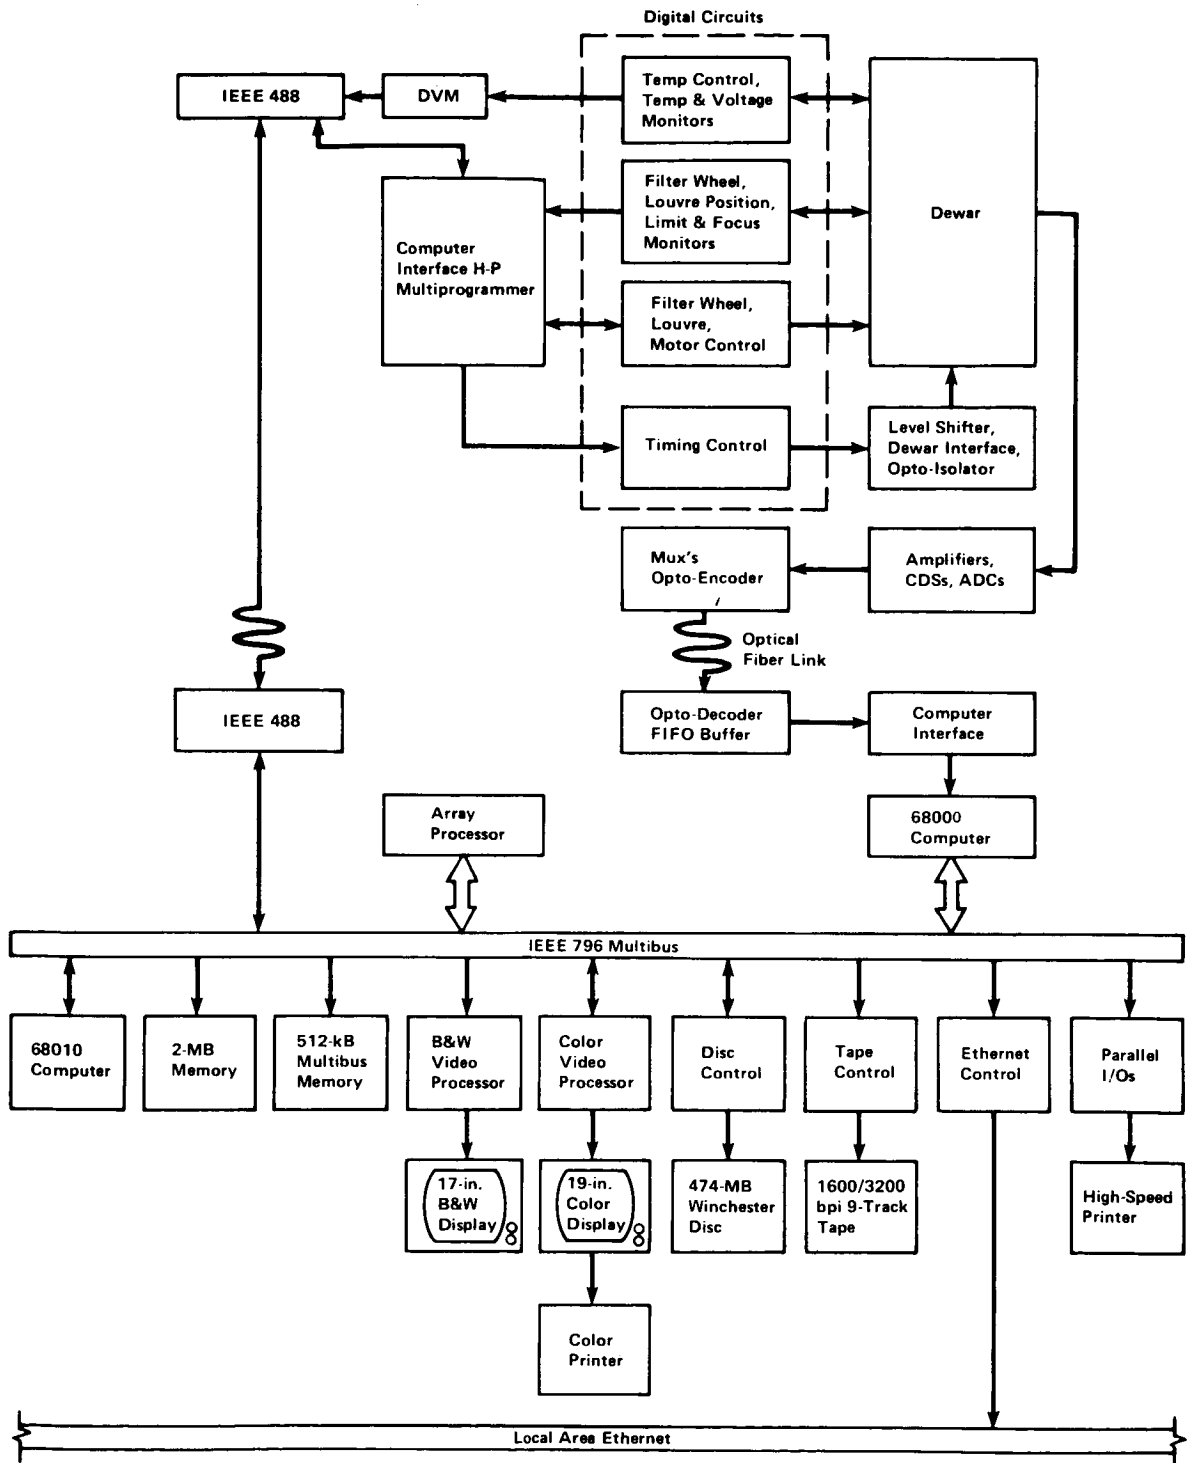 Digital Circuits
IEEE 488
DVM
Temp Control,
Temp & Voltage
Monitors
Filter Wheel,
Louvre Position,
Limit & Focus
Monitors
Dewar
Computer
Interface H-P
Multiprogrammer
Filter Wheel,
Louvre,
Motor Control
Timing Control
Level Shifter,
Dewar Interface,
Opto-Isolator
Mux's
Opto-Encoder
Amplifiers,
CDSs, ADCs
Optical
Fiber Link
IEEE 488
Opto-Decoder
FIFO Buffer
Computer
Interface
Array
Processor
68000
Computer
IEEE 796 Multibus
68010
Computer
2-MB
Memory
512-kB
Multibus
Memory
B&W
Video
Processor
Color
Video
Processor
Disc
Control
Tape
Control
Ethernet
Control
Parallel
I/Os
17-in.
B&W
Display
19-in.
Color
Display
474-MB
Winchester
Disc
1600/3200
bpi 9-Track
Tape
High-Speed
Printer
Color
Printer
Local Area Ethernet